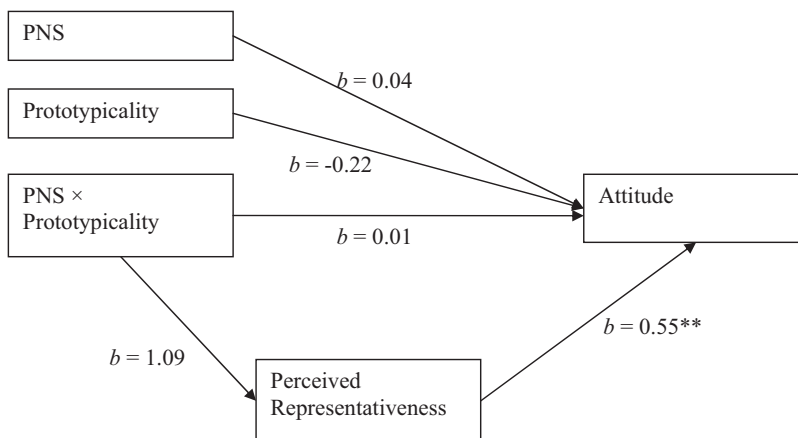 PNS
b = 0.04
Prototypicality
b = -0.22
PNS ×
Prototypicality
Attitude
b = 0.01
b = 0.55**
b = 1.09
Perceived
Representativeness